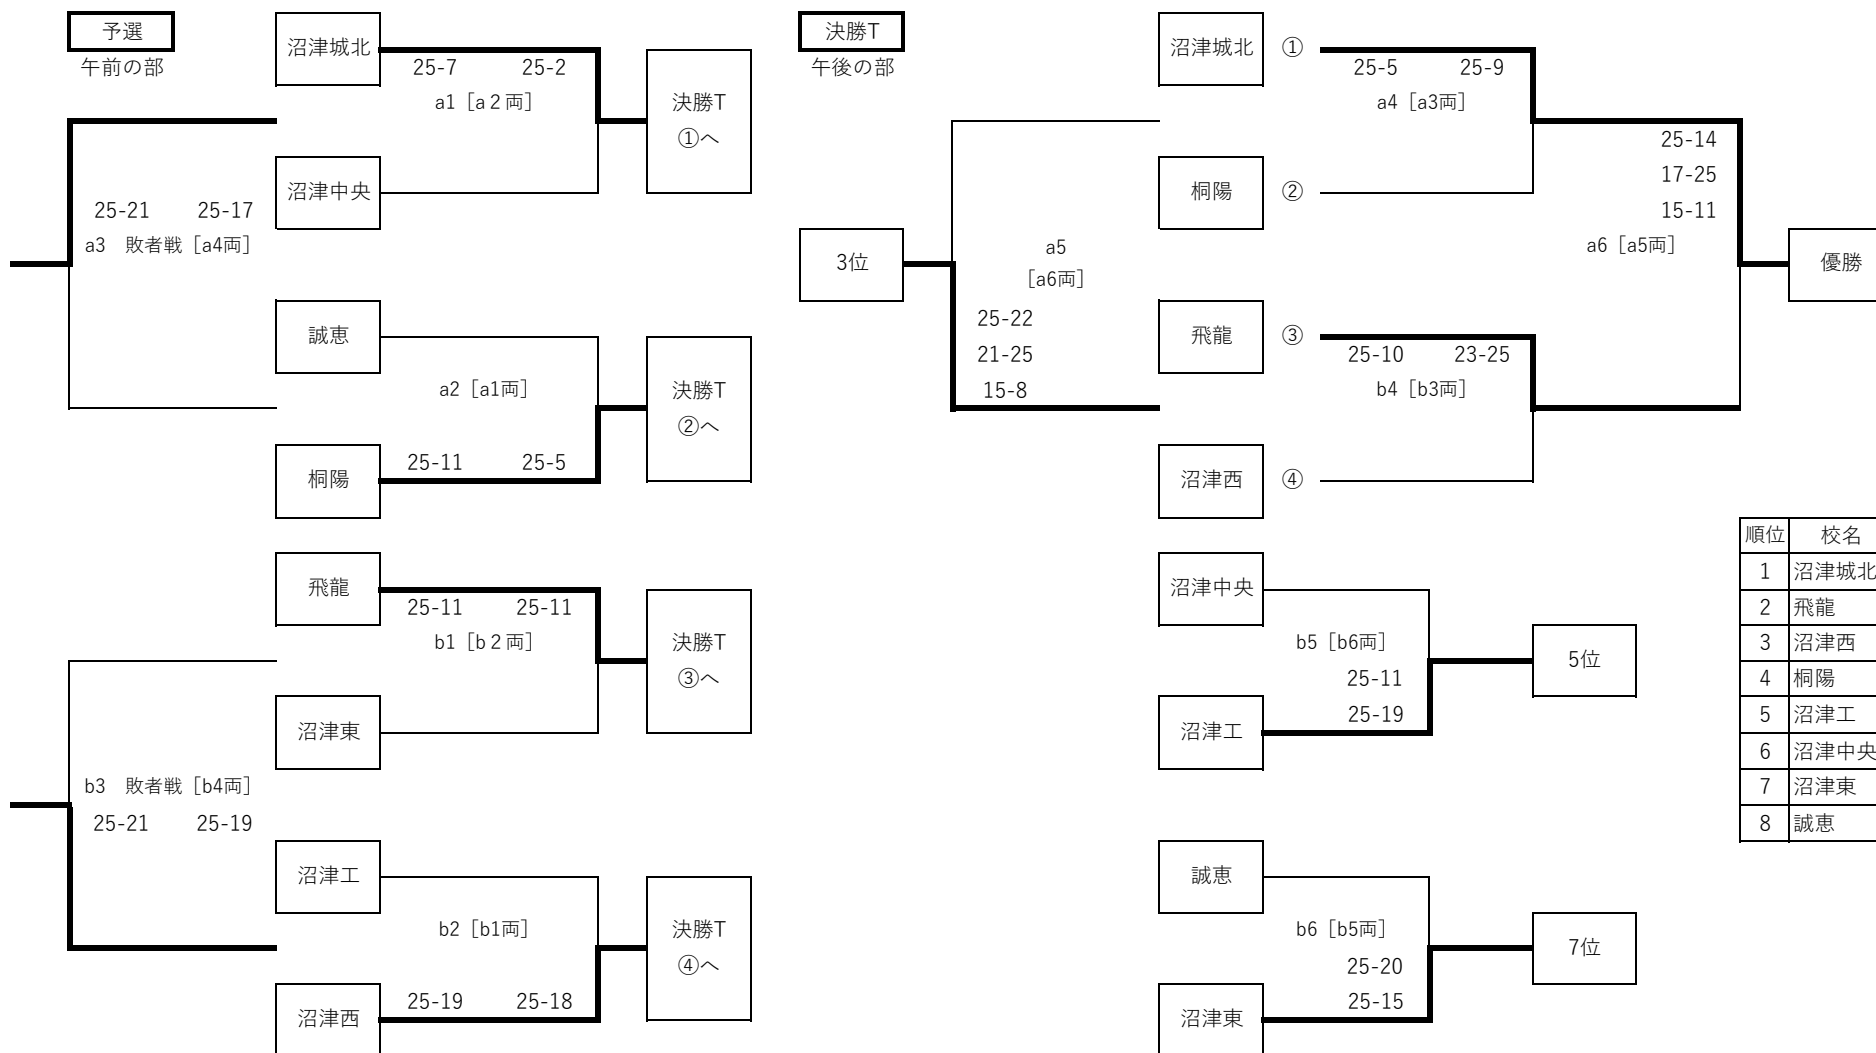 予選
午前の部
沼津城北
25-7 25-2
a1［a２両］
決勝T
①へ
沼津中央
25-21 25-17
a3 敗者戦［a4両］
誠恵
a2［a1両］
決勝T
②へ
25-11 25-5
桐陽
飛龍
25-11 25-11
b1［b２両］
決勝T
③へ
沼津東
b3 敗者戦［b4両］
25-21 25-19
沼津工
b2［b1両］
決勝T
④へ
25-19 25-18
沼津西
決勝T
午後の部
沼津城北 ①
25-5 25-9
a4［a3両］
25-14
17-25
15-11
a6［a5両］
桐陽 ②
優勝
3位
a5
［a6両］
25-22
21-25
15-8
飛龍 ③
25-10 23-25
b4［b3両］
沼津西 ④
沼津中央
b5［b6両］
25-11
25-19
5位
沼津工
誠恵
b6［b5両］
25-20
25-15
7位
沼津東
順位 校名
1 沼津城北
2 飛龍
3 沼津西
4 桐陽
5 沼津工
6 沼津中央
7 沼津東
8 誠恵